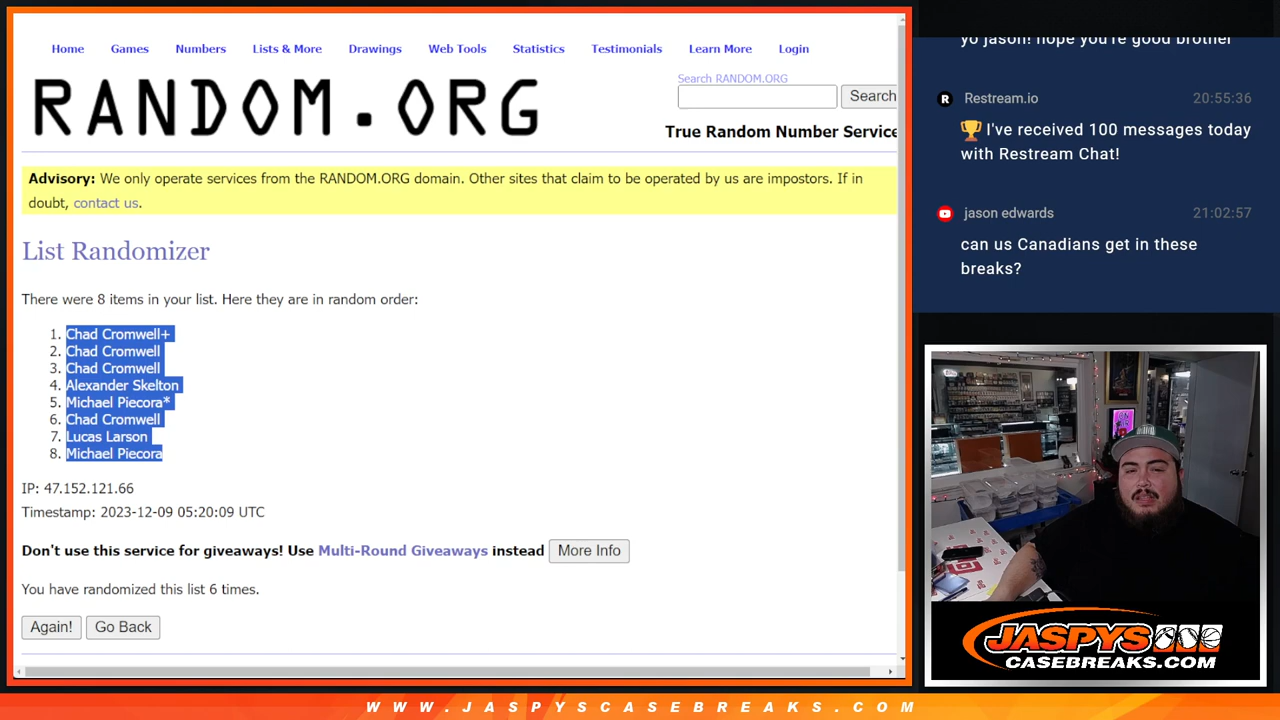 Home Games Numbers Lists & More Drawings Web Tools Statistics Testimonials Learn More Login
RANDOM.ORG
Search RANDOM.ORG
Search
True Random Number Service
Advisory: We only operate services from the RANDOM.ORG domain. Other sites that claim to be operated by us are impostors. If in
doubt, contact us.
List Randomizer
There were 8 items in your list. Here they are in random order:
1. Chad Cromwell+
2. Chad Cromwell
3. Chad Cromwell
4. Alexander Skelton
5. Michael Piecora*
6. Chad Cromwell
7. Lucas Larson
8. Michael Piecora
IP: 47.152.121.66
Timestamp: 2023-12-09 05:20:09 UTC
Don't use this service for giveaways! Use Multi-Round Giveaways instead More Info
You have randomized this list 6 times.
Again! Go Back
yo jason! hope you're good brother
Restream.io 20:55:36
🏆 I've received 100 messages today
with Restream Chat!
jason edwards 21:02:57
can us Canadians get in these
breaks?
JASPYS
CASEBREAKS.COM
WWW.JASPYSCASEBREAKS.COM